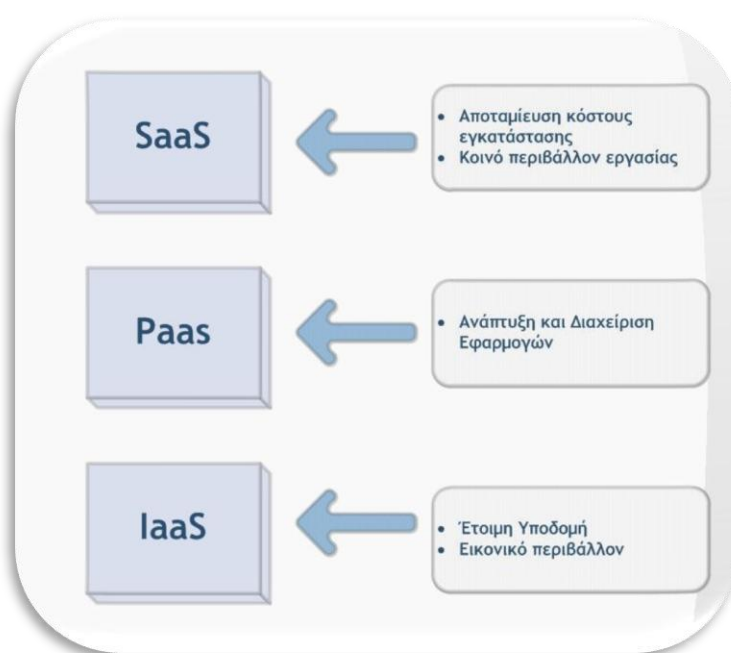 SaaS
• Αποταμίευση κόστους
εγκατάστασης
• Κοινό περιβάλλον εργασίας
Paas
• Ανάπτυξη και Διαχείριση
Εφαρμογών
IaaS
• Έτοιμη Υποδομή
• Εικονικό περιβάλλον